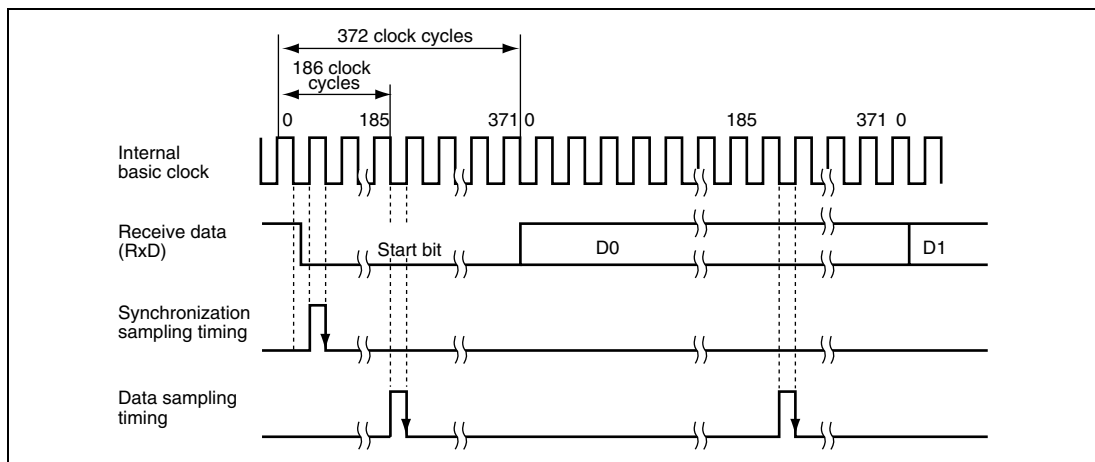 372 clock cycles
186 clock
cycles
0 185 371 0 185 371 0
Internal
basic clock
Receive data
(RxD)
Start bit D0 D1
Synchronization
sampling timing
Data sampling
timing